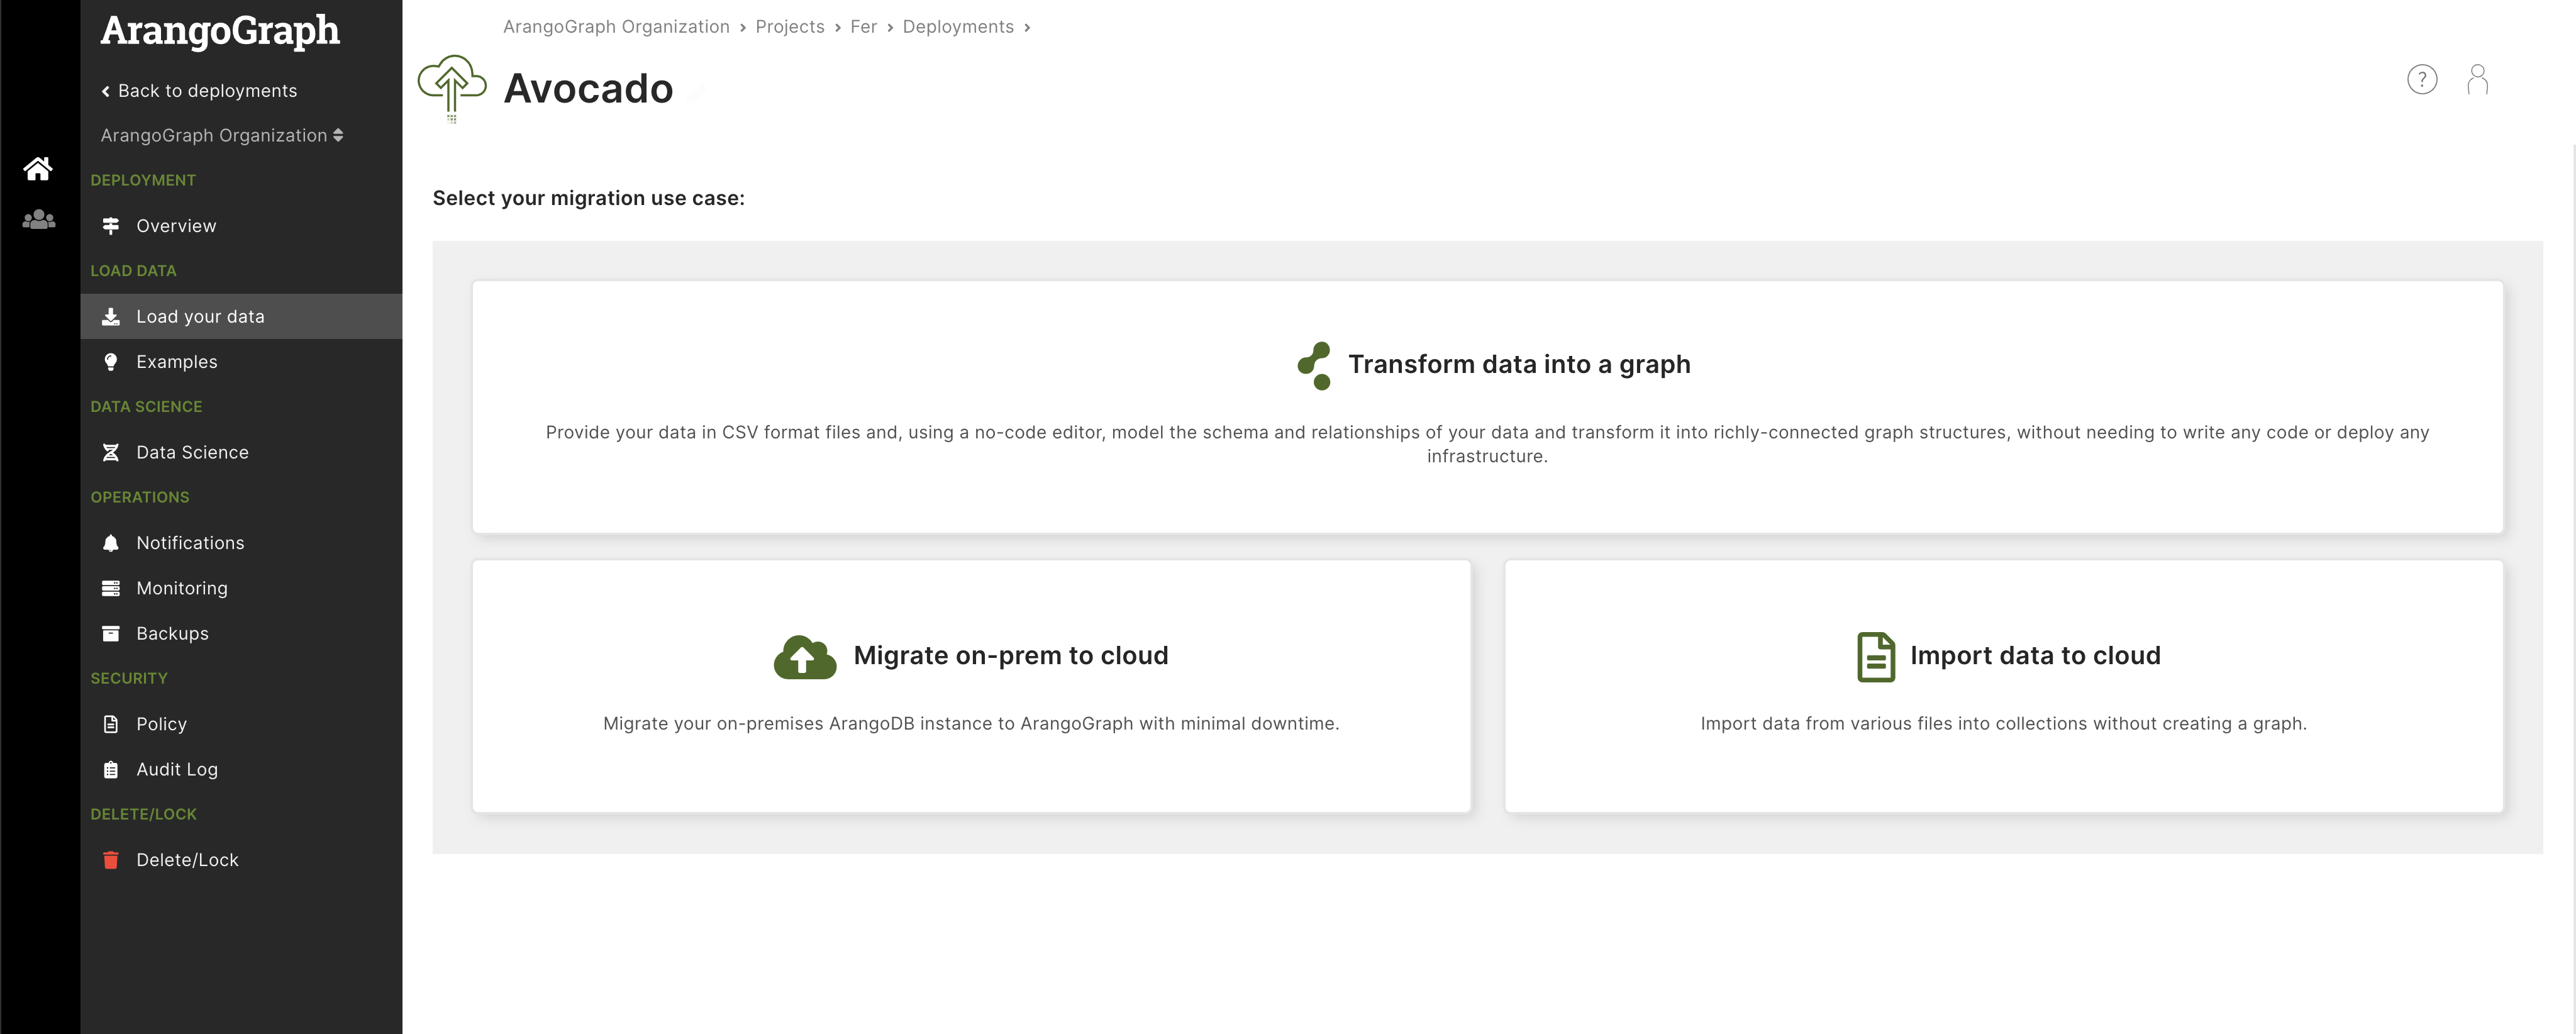 ArangoGraph
Back to deployments
ArangoGraph Organization
DEPLOYMENT
Overview
LOAD DATA
Load your data
Examples
DATA SCIENCE
Data Science
OPERATIONS
Notifications
Monitoring
Backups
SECURITY
Policy
Audit Log
DELETE/LOCK
Delete/Lock
ArangoGraph Organization › Projects › Fer › Deployments ›
Avocado
?
Select your migration use case:
Transform data into a graph
Provide your data in CSV format files and, using a no-code editor, model the schema and relationships of your data and transform it into richly-connected graph structures, without needing to write any code or deploy any
infrastructure.
Migrate on-prem to cloud
Migrate your on-premises ArangoDB instance to ArangoGraph with minimal downtime.
Import data to cloud
Import data from various files into collections without creating a graph.